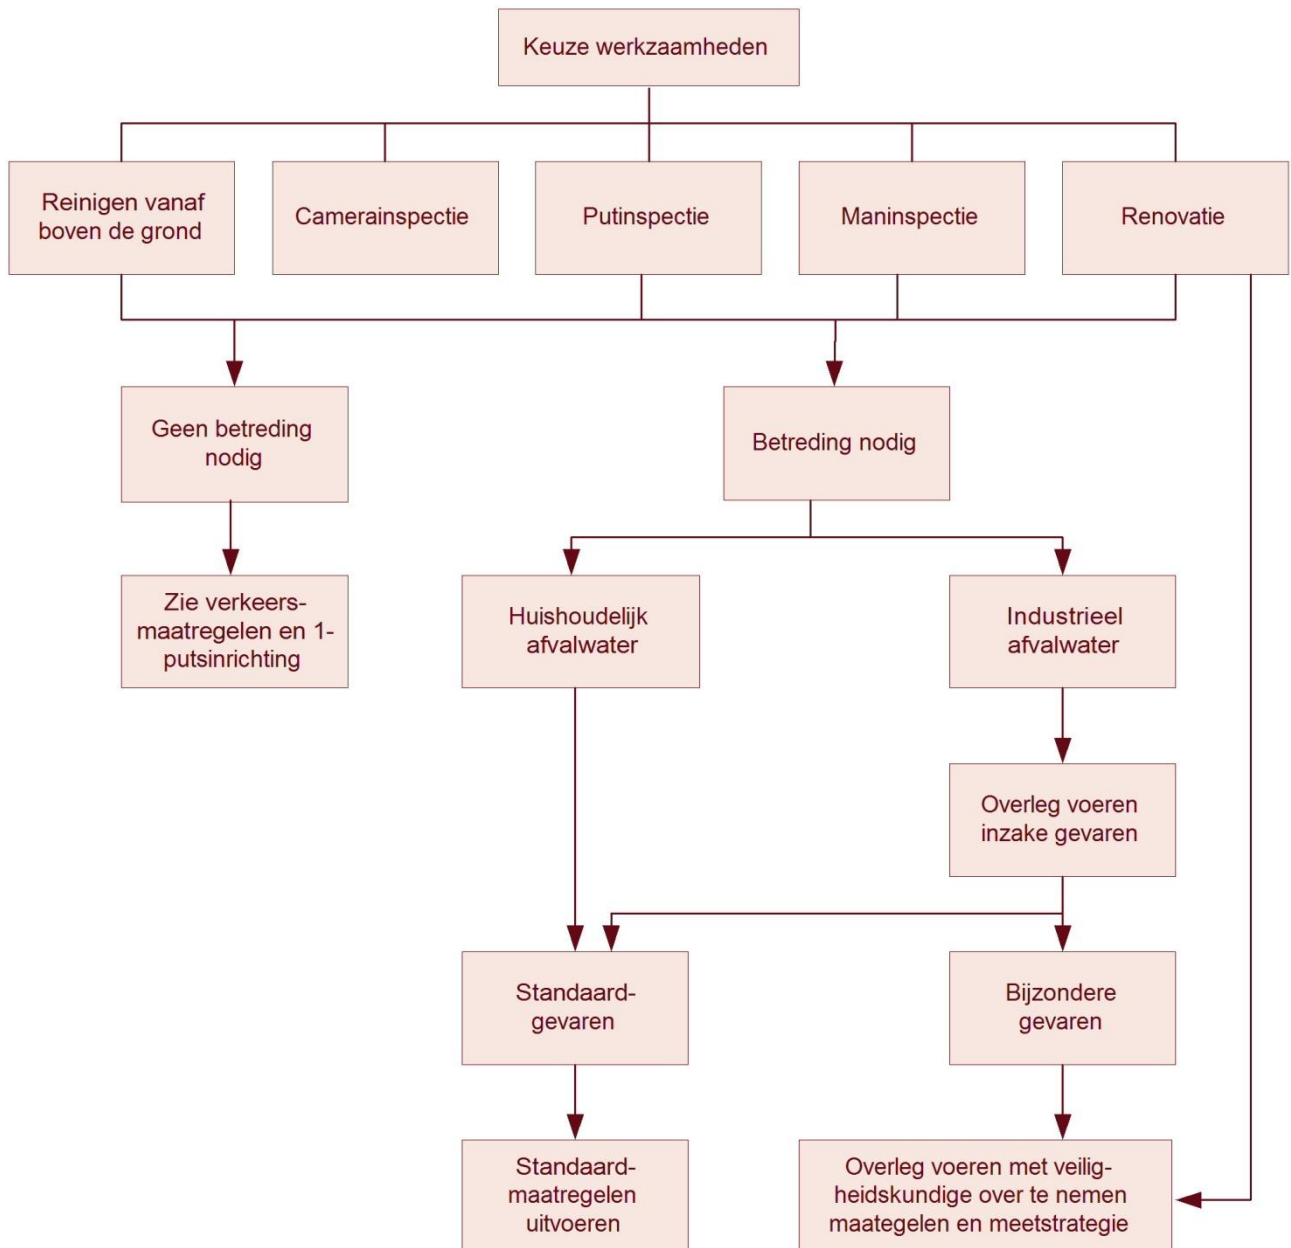 Keuze werkzaamheden
Reinigen vanaf
boven de grond
Camerainspectie
Putinspectie
Maninspectie
Renovatie
Geen betreding
nodig
Betreding nodig
Zie verkeers-
maatregelen en 1-
putsinrichting
Huishoudelijk
afvalwater
Industrieel
afvalwater
Overleg voeren
inzake gevaren
Standaard-
gevaren
Bijzondere
gevaren
Standaard-
maatregelen
uitvoeren
Overleg voeren met veilig-
heidskundige over te nemen
maategelen en meetstrategie